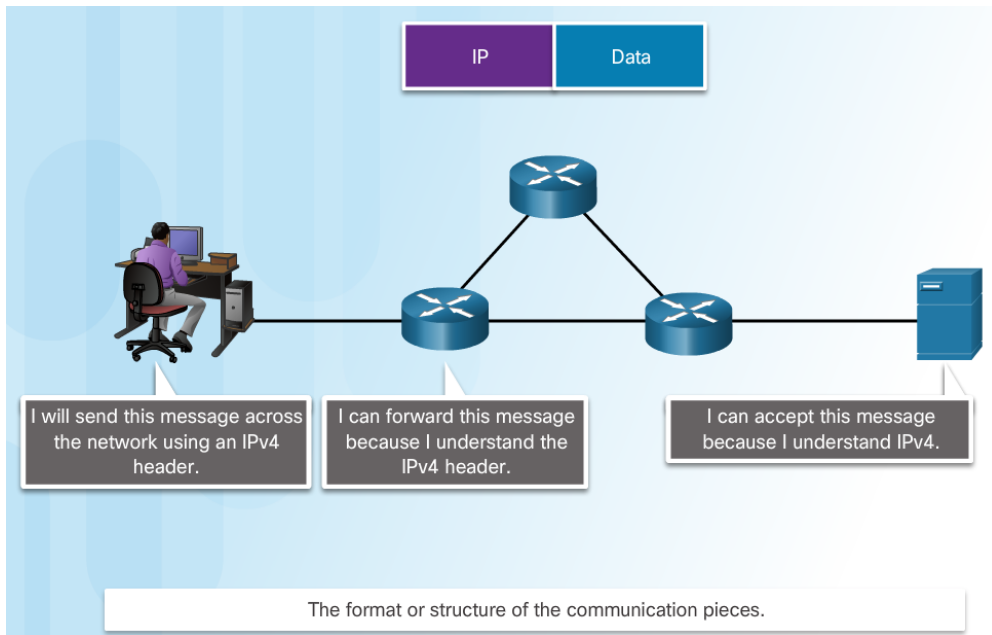 IP
Data
I will send this message across
the network using an IPv4
header.
I can forward this message
because I understand the
IPv4 header.
I can accept this message
because I understand IPv4.
The format or structure of the communication pieces.